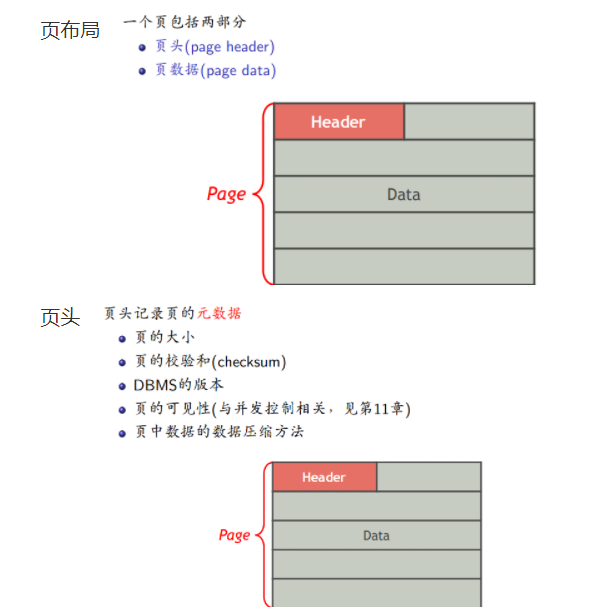 页布局
一个页包括两部分
页头(page header)
页数据(page data)
Header
Page
Data
页头
页头记录页的元数据
页的大小
页的校验和(checksum)
DBMS的版本
页的可见性(与并发控制相关，见第11章)
页中数据的数据压缩方法
Header
Page
Data